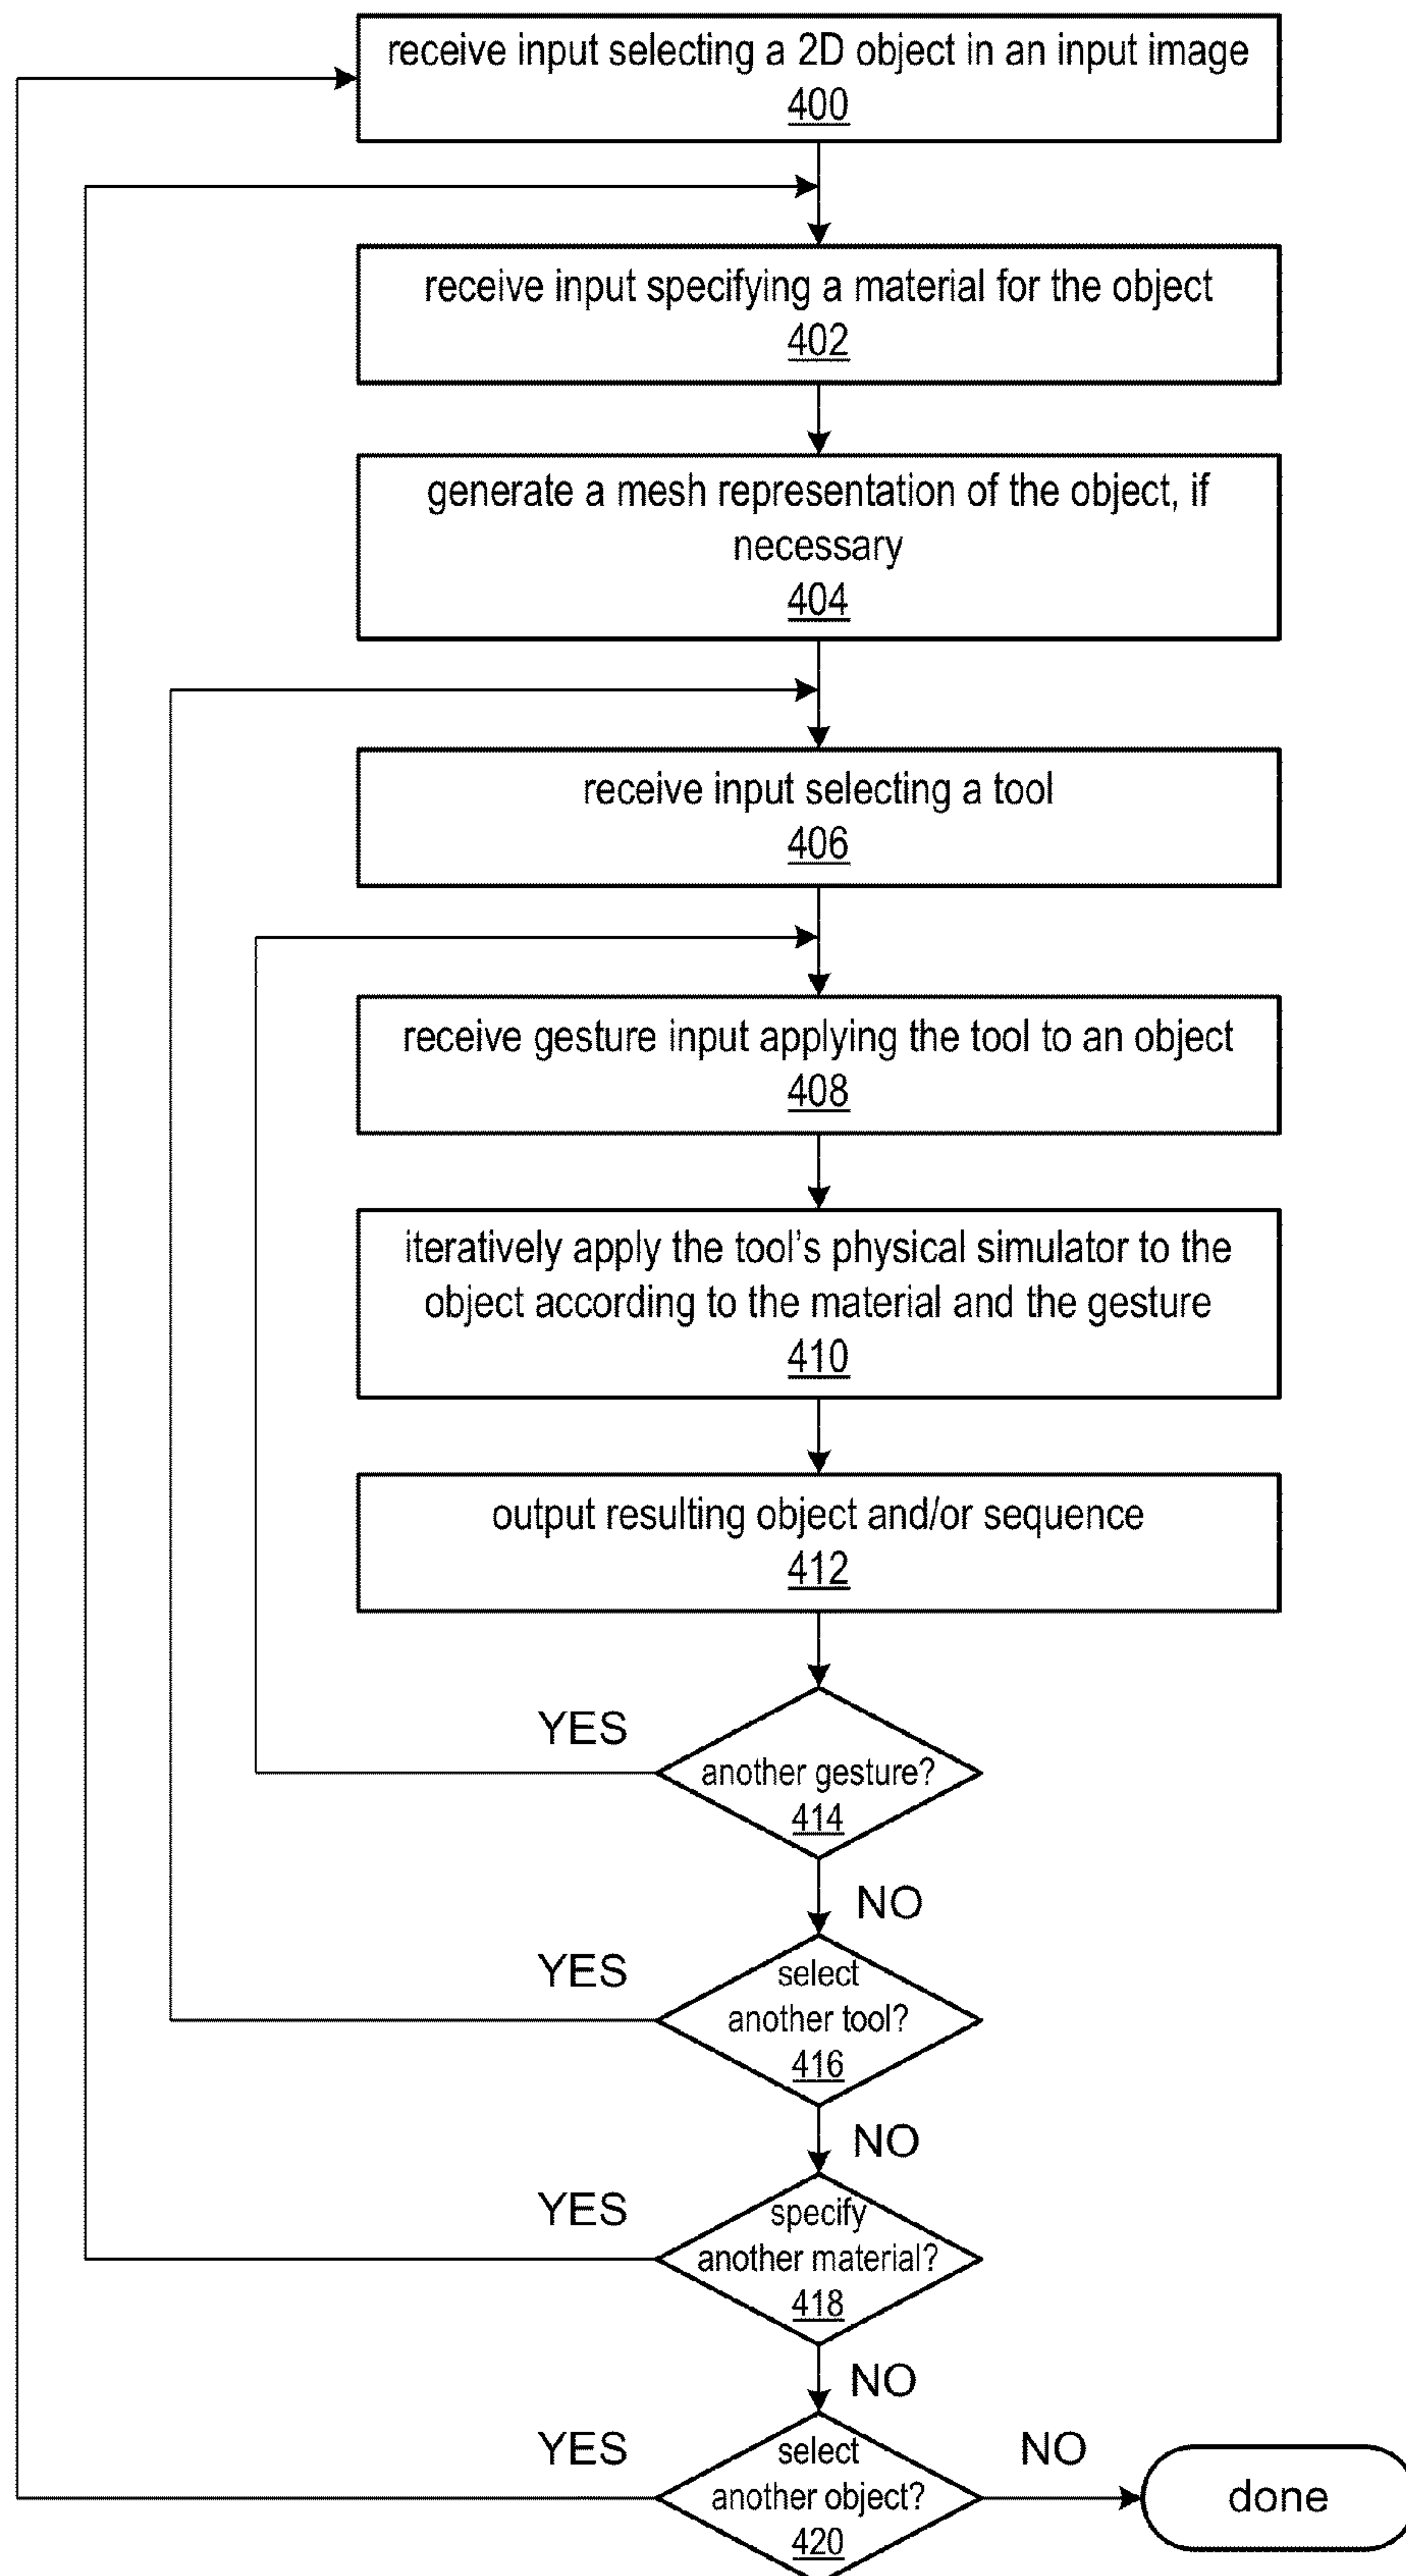 receive input selecting a 2D object in an input image
400
receive input specifying a material for the object
402
generate a mesh representation of the object, if
necessary
404
receive input selecting a tool
406
receive gesture input applying the tool to an object
408
iteratively apply the tool's physical simulator to the
object according to the material and the gesture
410
output resulting object and/or sequence
412
YES
another gesture?
414
NO
YES
select
another tool?
416
NO
YES
specify
another material?
418
NO
YES
select
another object?
420
NO
done